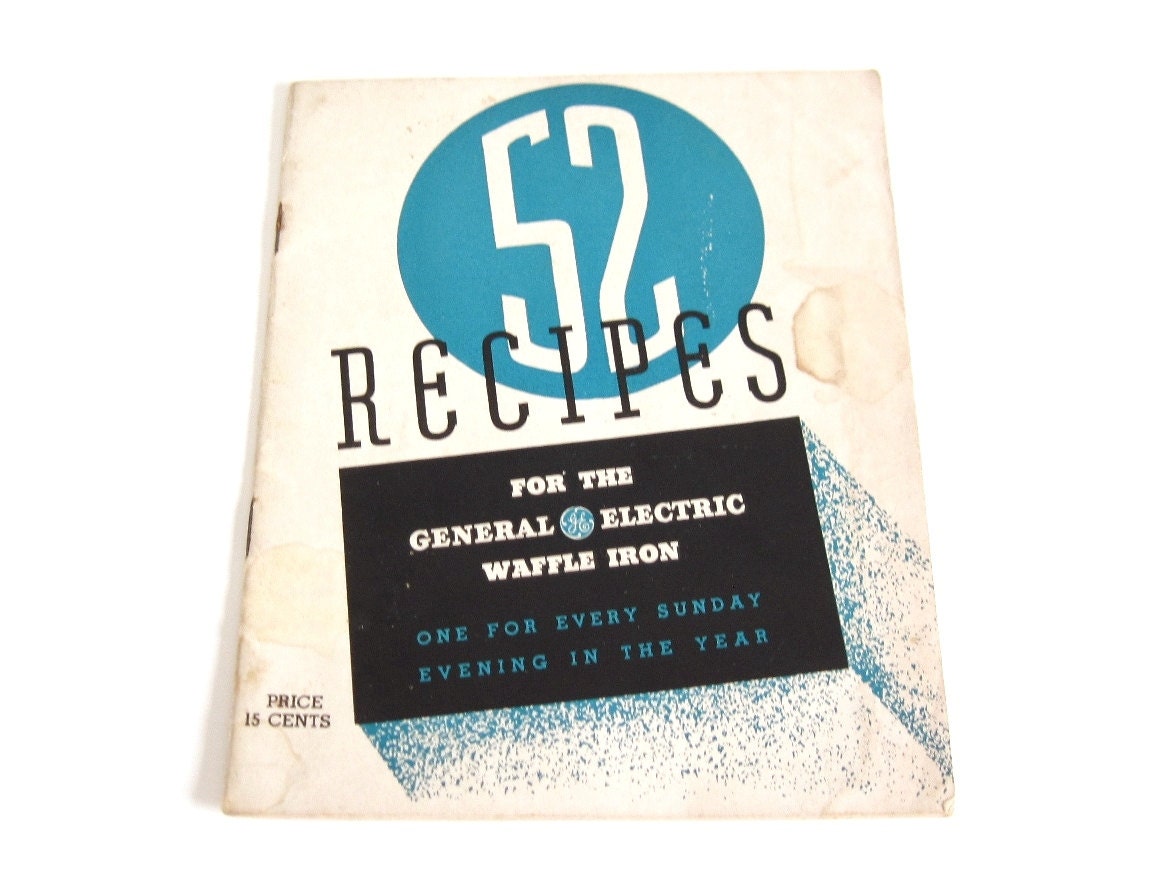 52
RECIPES
FOR THE
GENERAL GE ELECTRIC
WAFFLE IRON
ONE FOR EVERY SUNDAY
EVENING IN THE YEAR
PRICE
15 CENTS